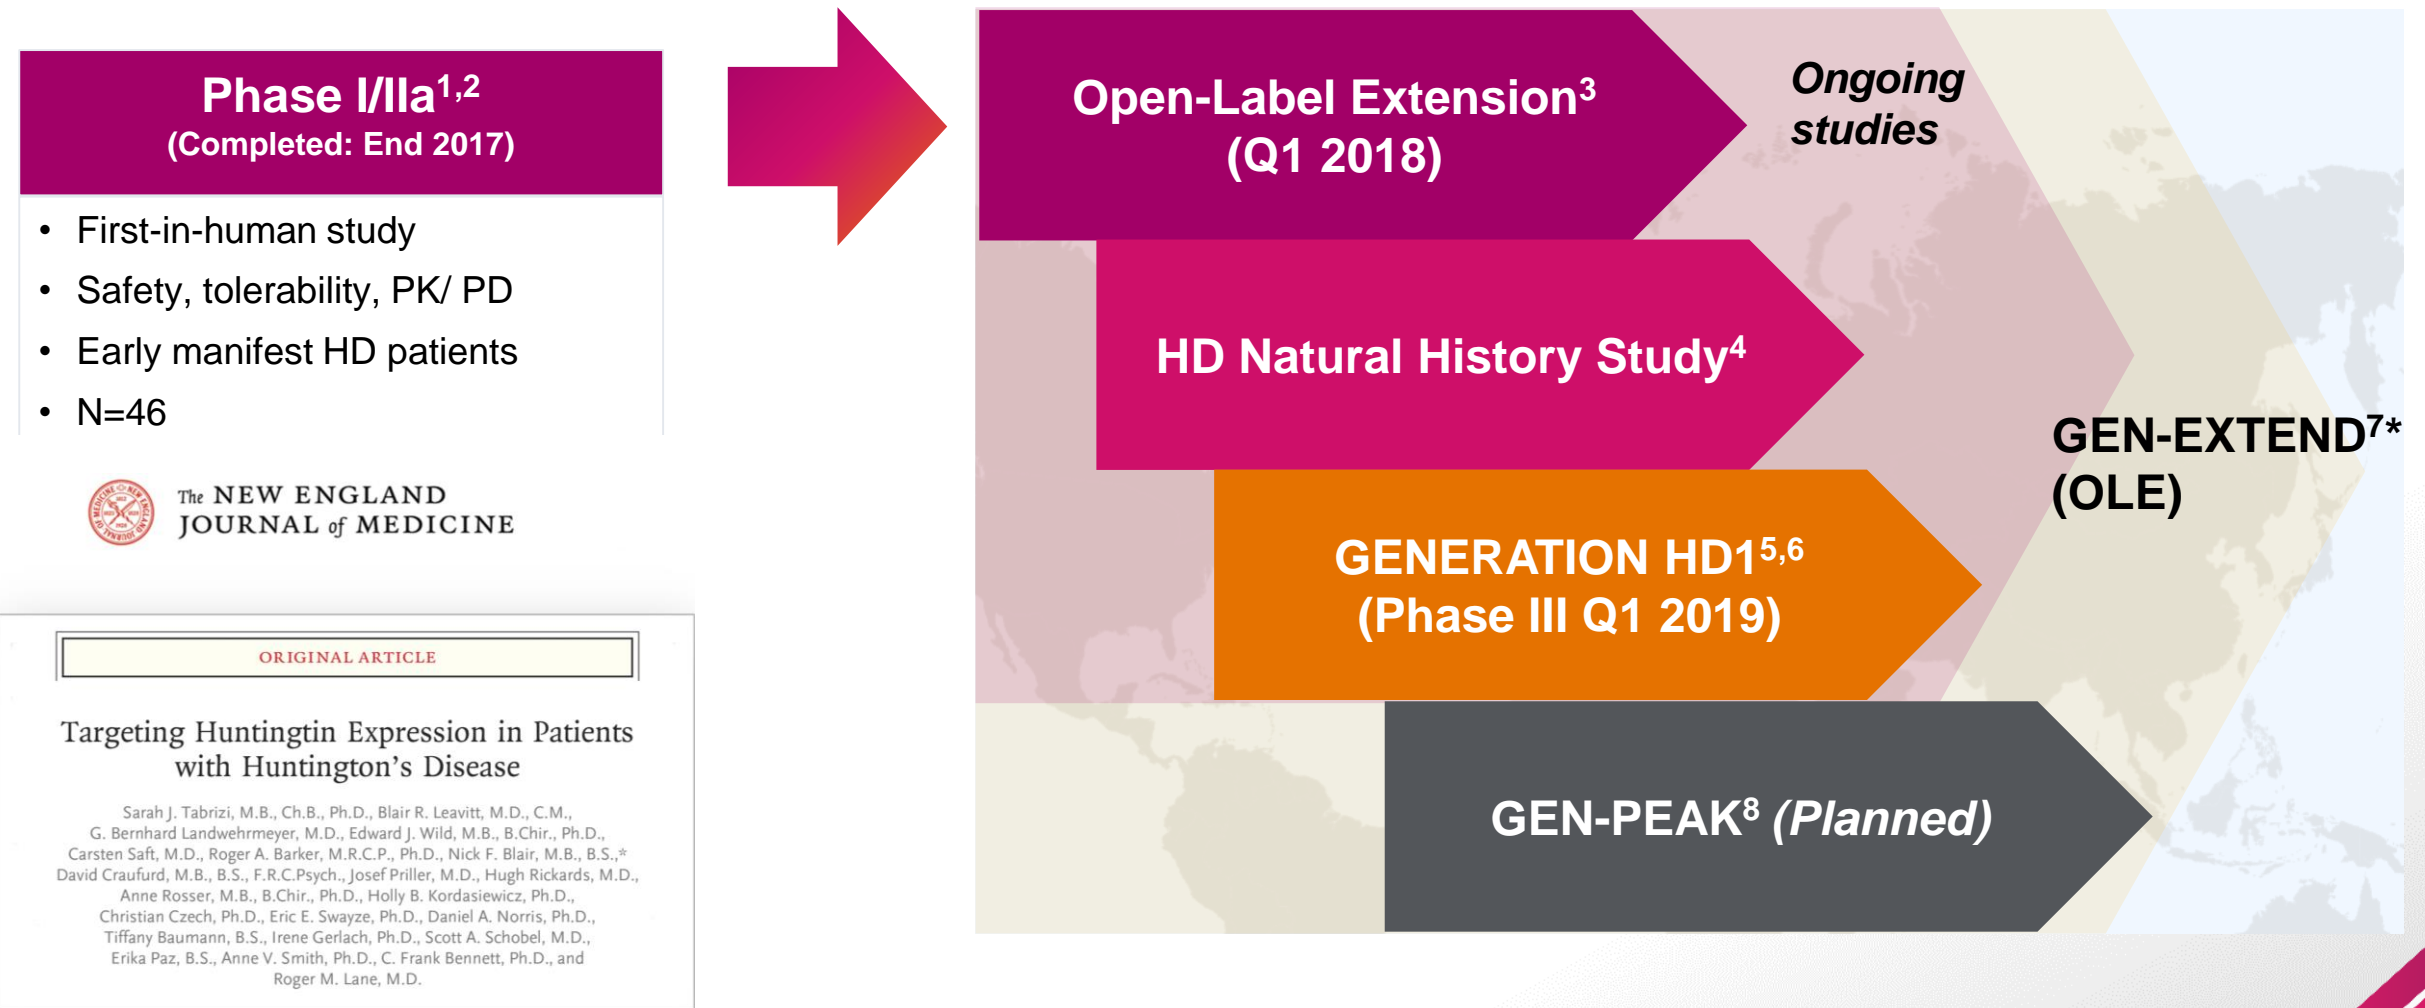 Phase I/IIa1,2
(Completed: End 2017)
• First-in-human study
• Safety, tolerability, PK/ PD
• Early manifest HD patients
• N=46
The NEW ENGLAND
JOURNAL of MEDICINE
ORIGINAL ARTICLE
Targeting Huntingtin Expression in Patients
with Huntington's Disease
Sarah J. Tabrizi, M.B., Ch.B., Ph.D., Blair R. Leavitt, M.D., C.M.,
G. Bernhard Landwehrmeyer, M.D., Edward J. Wild, M.B., B.Chir., Ph.D.,
Carsten Saft, M.D., Roger A. Barker, M.R.C.P., Ph.D., Nick F. Blair, M.B., B.S.,*
David Craufurd, M.B., B.S., F.R.C.Psych., Josef Priller, M.D., Hugh Rickards, M.D.,
Anne Rosser, M.B., B.Chir., Ph.D., Holly B. Kordasiewicz, Ph.D.,
Christian Czech, Ph.D., Eric E. Swayze, Ph.D., Daniel A. Norris, Ph.D.,
Tiffany Baumann, B.S., Irene Gerlach, Ph.D., Scott A. Schobel, M.D.,
Erika Paz, B.S., Anne V. Smith, Ph.D., C. Frank Bennett, Ph.D., and
Roger M. Lane, M.D.
Open-Label Extension3
(Q1 2018)
Ongoing
studies
HD Natural History Study4
GEN-EXTEND7*
(OLE)
GENERATION HD15,6
(Phase III Q1 2019)
GEN-PEAK8 (Planned)